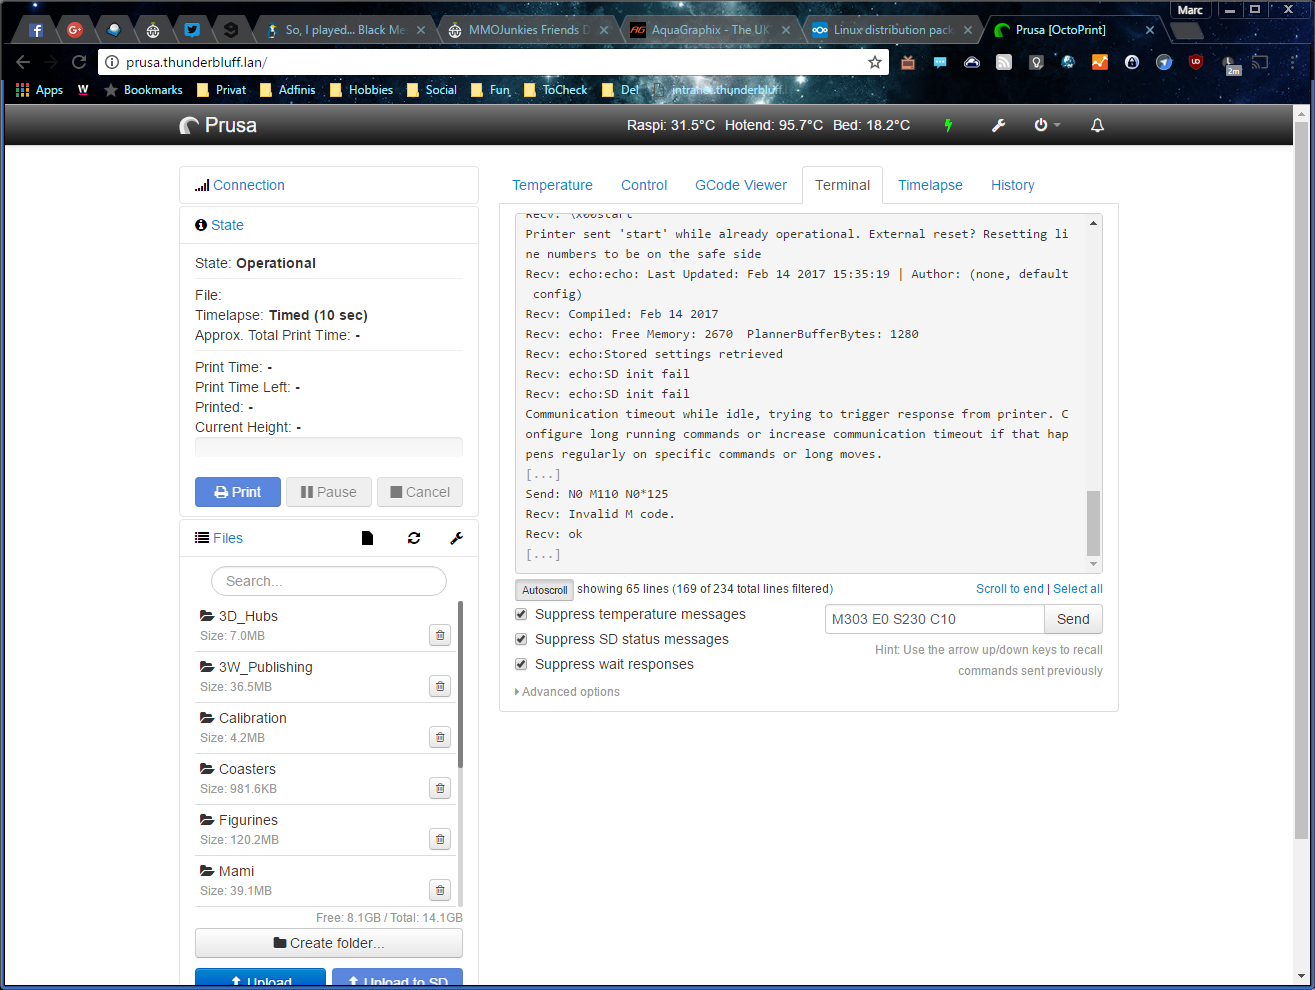 Marc
So, I played... Black Me
MMOJunkies Friends D
AquaGraphix - The UK
Linux distribution pack
Prusa [OctoPrint]
prusa.thunderbluff.lan/
2m
Apps
Bookmarks
Privat
Adfinis
Hobbies
Social
Fun
ToCheck
Del
intranet.thunderbluff.
Prusa
Raspi: 31.5°C Hotend: 95.7°C Bed: 18.2°C
Connection
State
State: Operational
File:
Timelapse: Timed (10 sec)
Approx. Total Print Time: -
Print Time: -
Print Time Left: -
Printed: -
Current Height: -
Print
Pause
Cancel
Files
Search...
3D_Hubs
Size: 7.0MB
3W_Publishing
Size: 36.5MB
Calibration
Size: 4.2MB
Coasters
Size: 981.6KB
Figurines
Size: 120.2MB
Mami
Size: 39.1MB
Free: 8.1GB / Total: 14.1GB
Create folder...
Upload
Upload to SD
Temperature
Control
GCode Viewer
Terminal
Timelapse
History
Recv: \x00start
Printer sent 'start' while already operational. External reset? Resetting li
ne numbers to be on the safe side
Recv: echo:echo: Last Updated: Feb 14 2017 15:35:19 | Author: (none, default
config)
Recv: Compiled: Feb 14 2017
Recv: echo: Free Memory: 2670  PlannerBufferBytes: 1280
Recv: echo:Stored settings retrieved
Recv: echo:SD init fail
Recv: echo:SD init fail
Communication timeout while idle, trying to trigger response from printer. C
onfigure long running commands or increase communication timeout if that hap
pens regularly on specific commands or long moves.
[...]
Send: N0 M110 N0*125
Recv: Invalid M code.
Recv: ok
[...]
Autoscroll
showing 65 lines (169 of 234 total lines filtered)
Scroll to end | Select all
Suppress temperature messages
Suppress SD status messages
Suppress wait responses
Advanced options
M303 E0 S230 C10
Send
Hint: Use the arrow up/down keys to recall
commands sent previously